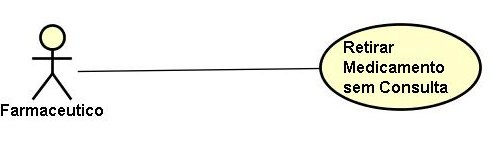 Retirar
Medicamento
sem Consulta
Farmaceutico